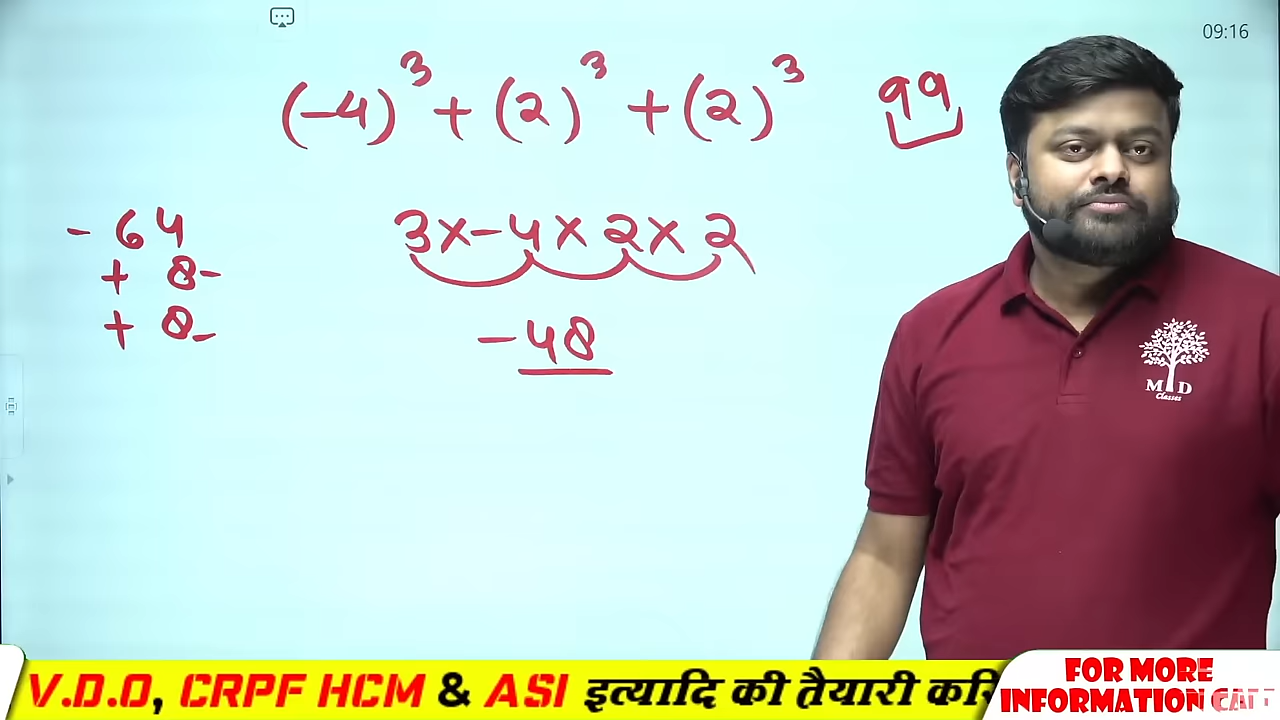 09:16
(-4)³ + (2)³ + (2)³ 99
3×-4×2×2
-64
+ 8-
+ 8-
-48
MD
Classes
V.D.O, CRPF HCM & ASI इत्यादि की तैयारी
FOR MORE
INFORMATION